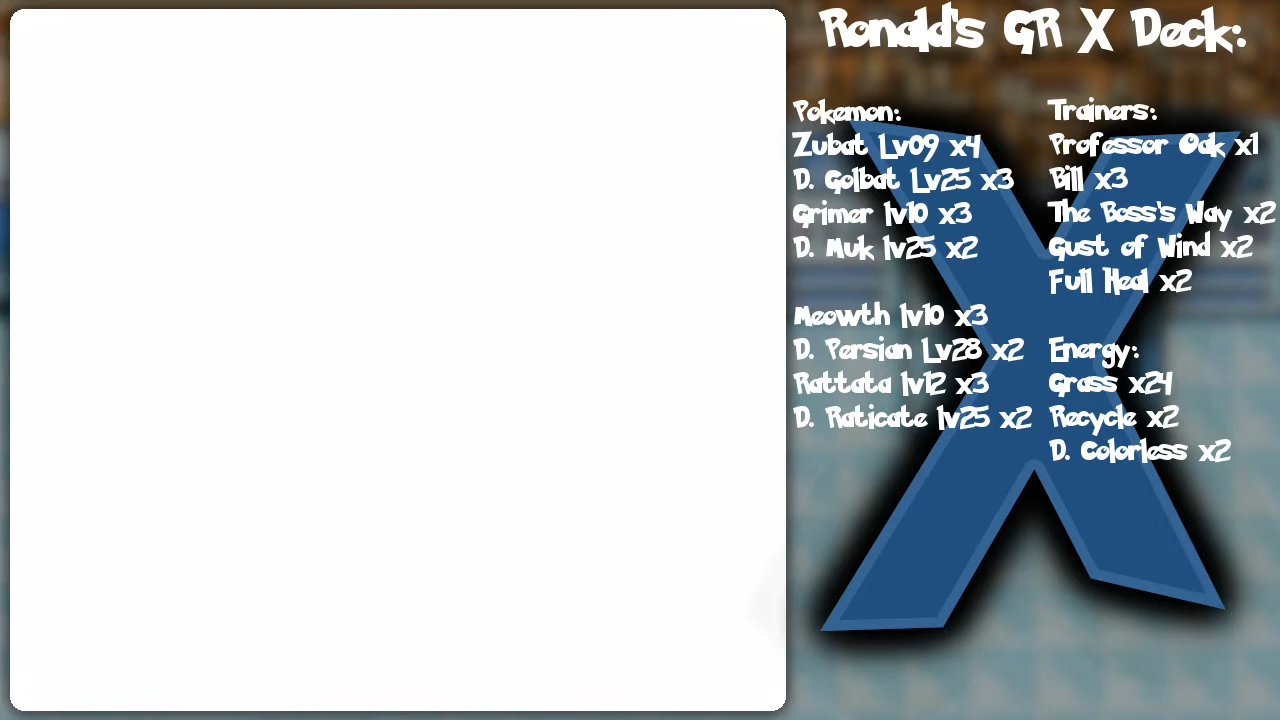 Ronald's GR X Deck:
Pokemon:
Zubat Lv09 x4
D. Golbat Lv25 x3
Grimer lv10 x3
D. Muk lv25 x2
Meowth lv10 x3
D. Persian Lv28 x2
Rattata lv12 x3
D. Raticate lv25 x2
Trainers:
Professor Oak x1
Bill x3
The Boss's Way x2
Gust of Wind x2
Full Heal x2
Energy:
Grass x24
Recycle x2
D. Colorless x2